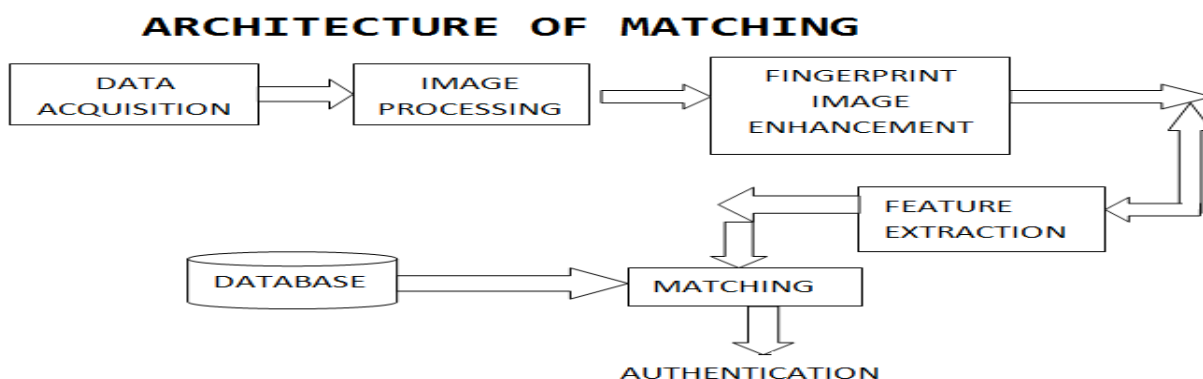 ARCHITECTURE OF MATCHING
DATA
ACQUISITION
IMAGE
PROCESSING
FINGERPRINT
IMAGE
ENHANCEMENT
FEATURE
EXTRACTION
DATABASE
MATCHING
AUTHENTICATION